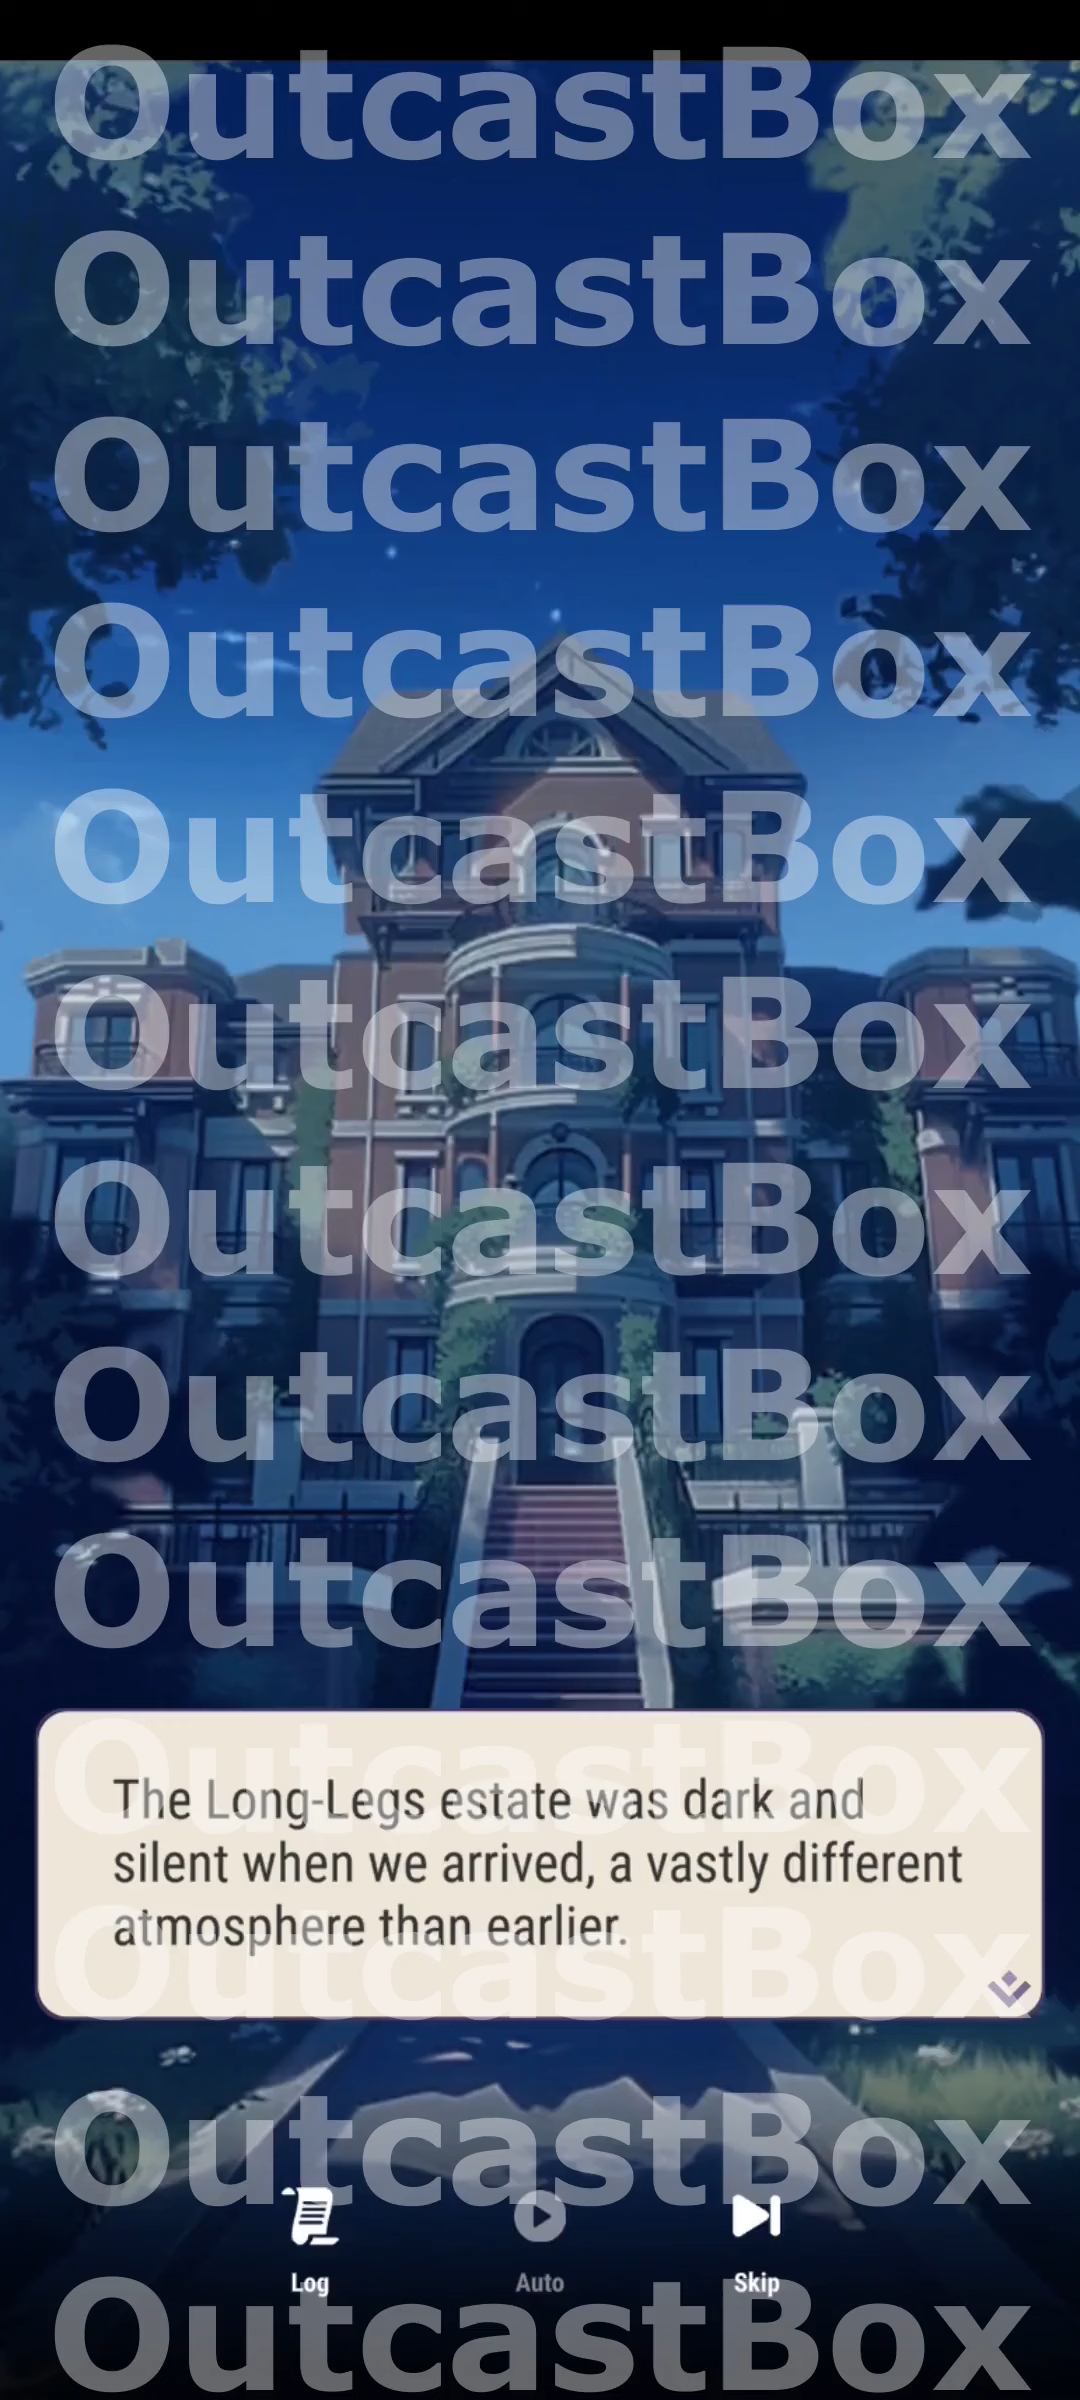 OutcastBox
OutcastBox
OutcastBox
OutcastBox
OutcastBox
OutcastBox
OutcastBox
OutcastBox
OutcastBox
OutcastBox
The Long-Legs estate was dark and
silent when we arrived, a vastly different
atmosphere than earlier.
OutcastBox
OutcastBox
Log
Auto
Skip
OutcastBox